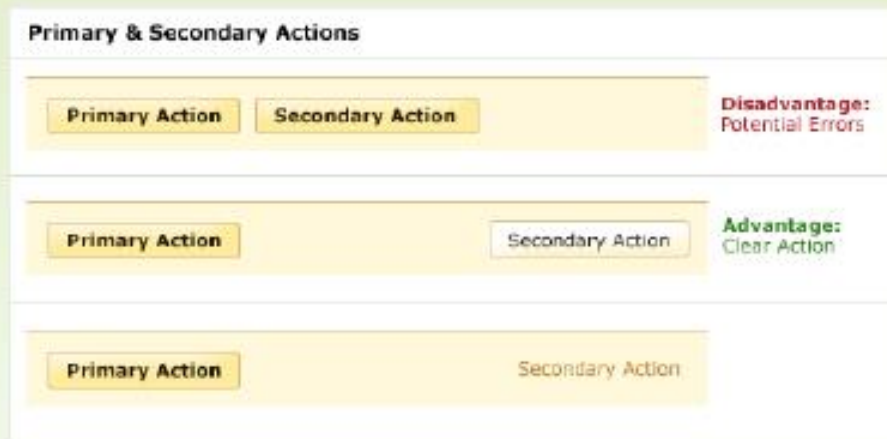 Primary & Secondary Actions
Primary Action
Secondary Action
Disadvantage:
Potential Errors
Primary Action
Secondary Action
Advantage:
Clear Action
Primary Action
Secondary Action